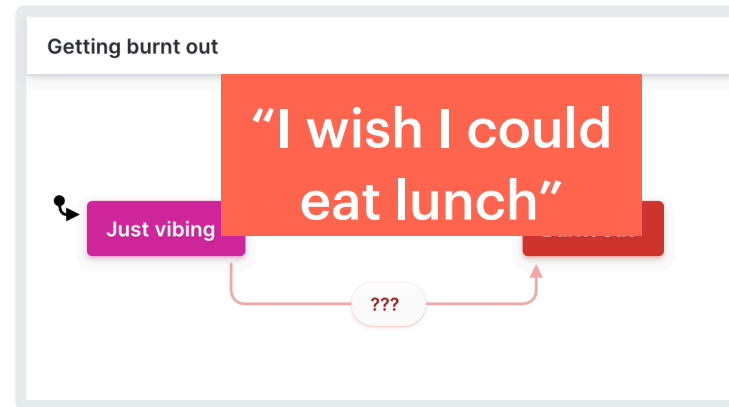 Getting burnt out
“I wish I could
eat lunch”
Just vibing
???